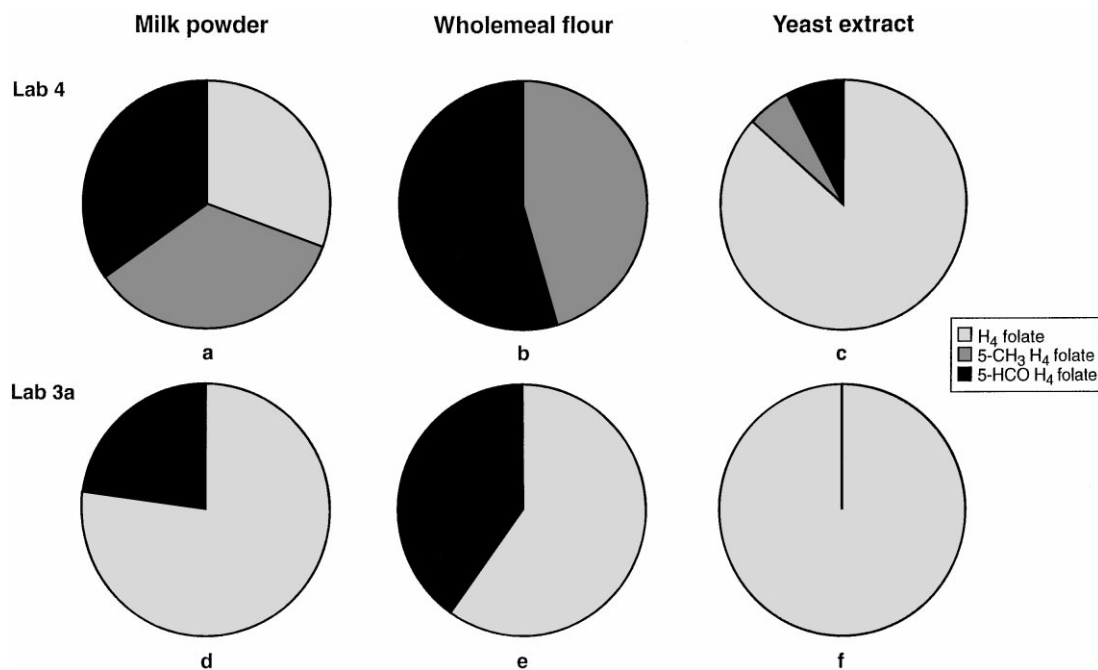 Milk powder Wholemeal flour Yeast extract
Lab 4
a b c
H4 folate
5-CH3 H4 folate
5-HCO H4 folate
Lab 3a
d e f